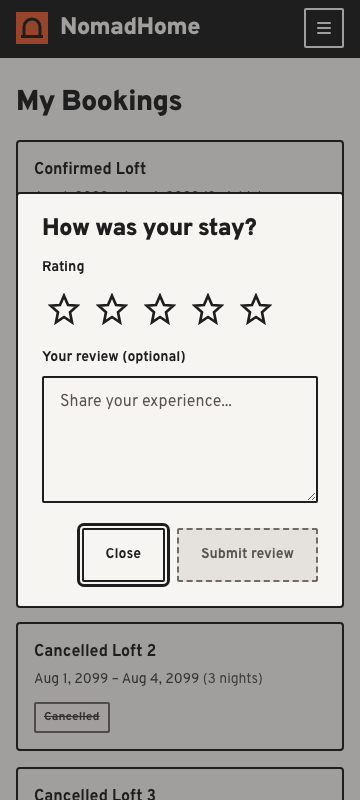 NomadHome
My Bookings
Confirmed Loft
How was your stay?
Rating
Your review (optional)
Share your experience...
Close
Submit review
Cancelled Loft 2
Aug 1, 2099 – Aug 4, 2099 (3 nights)
Cancelled
Cancelled Loft 3